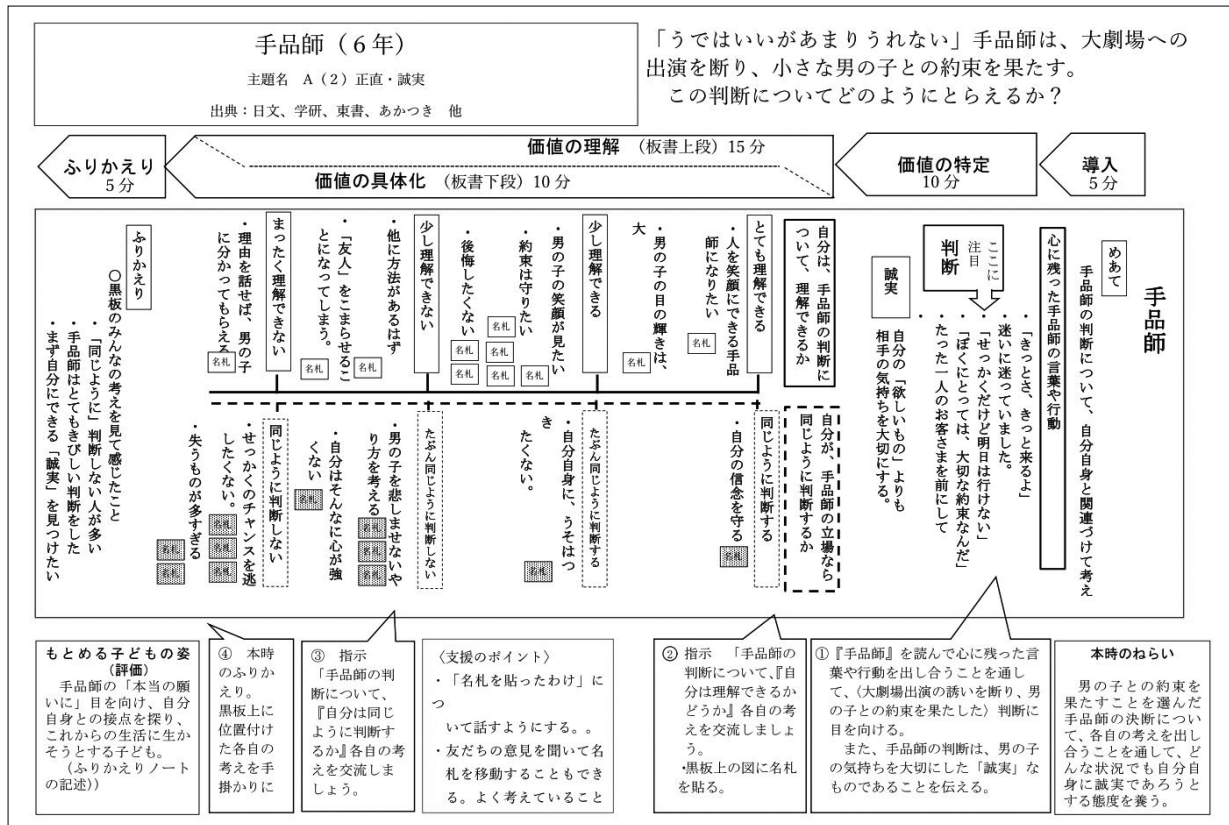 手品師（６年）
主題名　A（2）正直・誠実
出典：日文、学研、東書、あかつき　他
「うではいいがあまりうれない」手品師は、大劇場への
出演を断り、小さな男の子との約束を果たす。
この判断についてどのようにとらえるか？
導入
5分
価値の特定
10分
価値の理解　（板書上段）15分
価値の具体化　（板書下段）10分
ふりかえり
5分
手品師
めあて
手品師の判断について、自分自身と関連づけて考え
心に残った手品師の言葉や行動
・「きっとさ、きっと来るよ」
・迷いに迷っていました。
・「せっかくだけど明日は行けない」
・「ぼくにとっては、大切な約束なんだ」
・たった一人のお客さまを前にして
ここに
注目
判断
誠実
自分の「欲しいもの」よりも
相手の気持ちを大切にする。
自分は、手品師の判断に
ついて、理解できるか
とても理解できる
・人を笑顔にできる手品
師になりたい
名札
・男の子の目の輝きは、
大
名札
少し理解できる
・男の子の笑顔が見たい
・約束は守りたい
・後悔したくない
名札
名札
名札
名札
名札
名札
名札
少し理解できない
・他に方法があるはず
名札
・「友人」をこまらせるこ
とになってしまう。
名札
まったく理解できない
・理由を話せば、男の子
に分かってもらえる
名札
自分が、手品師の立場なら
同じように判断するか
同じように判断する
・自分の信念を守る
名札
たぶん同じように判断する
・自分自身に、うそはつ
き
たくない。
名札
たぶん同じように判断しない
・男の子を悲しませないや
り方を考える
名札
名札
名札
・自分はそんなに心が強
くない
名札
同じように判断しない
・せっかくのチャンスを逃
したくない。
名札
名札
名札
・失うものが多すぎる
名札
名札
ふりかえり
〇黒板のみんなの考えを見て感じたこと
・「同じように」判断しない人が多い
・手品師はとてもきびしい判断をした
・まず自分にできる「誠実」を見つけたい
本時のねらい
男の子との約束を
果たすことを選んだ
手品師の決断につい
て、各自の考えを出し
合うことを通して、ど
んな状況でも自分自
身に誠実であろうと
する態度を養う。
①『手品師』を読んで心に残った言
葉や行動を出し合うことを通し
て、〈大劇場出演の誘いを断り、男
の子との約束を果たした〉判断に
目を向ける。
また、手品師の判断は、男の子
の気持ちを大切にした「誠実」な
ものであることを伝える。
② 指示　「手品師の
判断について、『自
分は理解できるか
どうか』各自の考
えを交流しましょ
う。
・黒板上の図に名札
を貼る。
〈支援のポイント〉
・「名札を貼ったわけ」に
つ
いて話すようにする。。
・友だちの意見を聞いて名
札を移動することもでき
る。よく考えていること
③ 指示
「手品師の判
断について、
『自分は同じ
ように判断す
るか』各自の考
えを交流しま
しょう。
④　本時
のふりか
えり。
黒板上に
位置付け
た各自の
考えを手
掛かりに
もとめる子どもの姿
（評価）
手品師の「本当の願
いに」目を向け、自分
自身との接点を探り、
これからの生活に生か
そうとする子ども。
（ふりかえりノート
の記述））